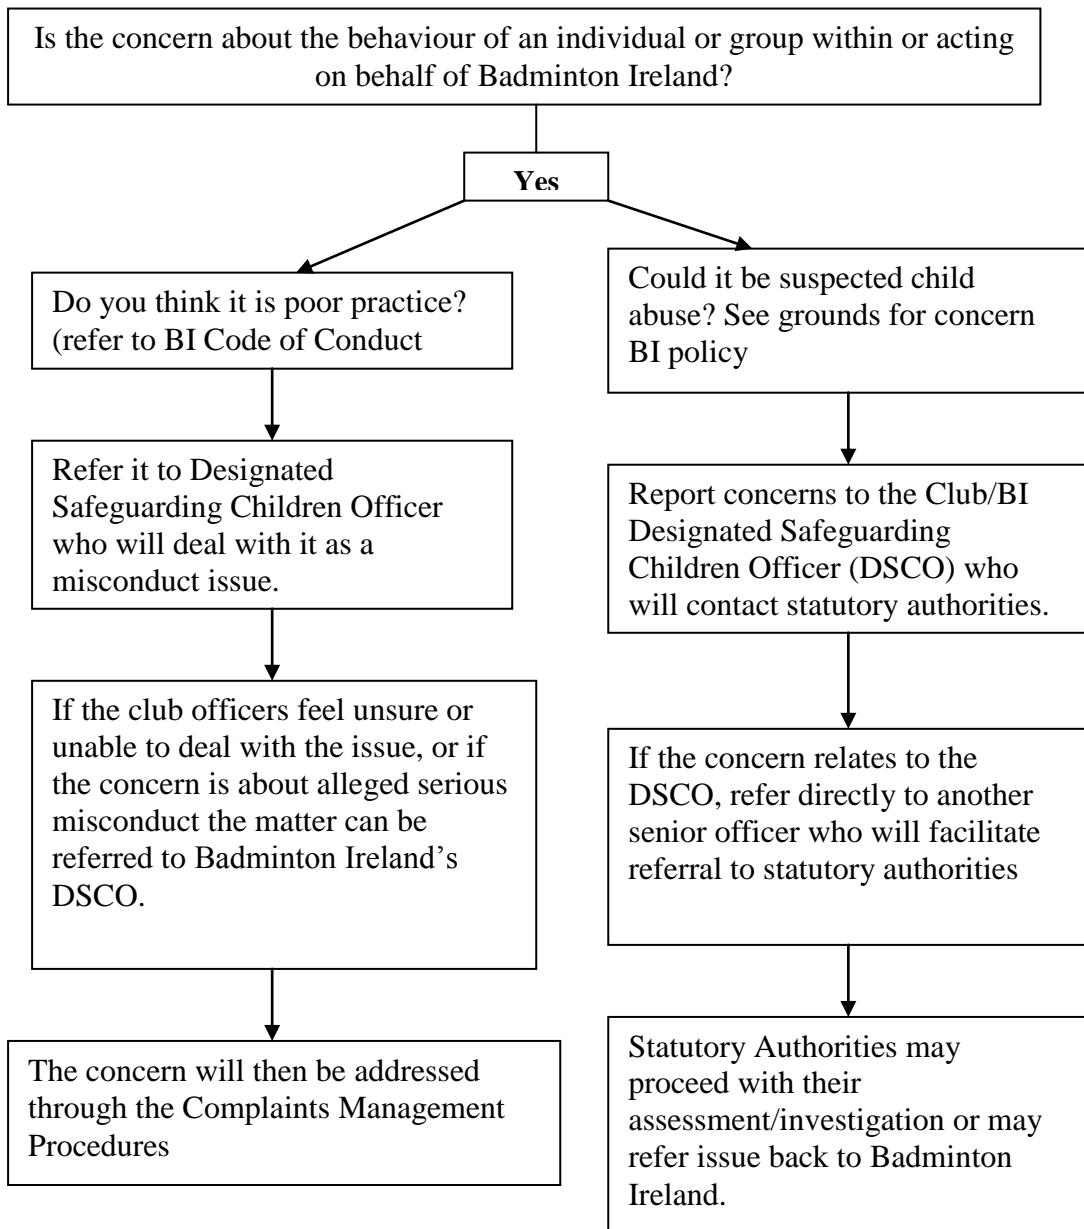 Is the concern about the behaviour of an individual or group within or acting
on behalf of Badminton Ireland?
Yes
Do you think it is poor practice?
(refer to BI Code of Conduct
Refer it to Designated
Safeguarding Children Officer
who will deal with it as a
misconduct issue.
If the club officers feel unsure or
unable to deal with the issue, or if
the concern is about alleged serious
misconduct the matter can be
referred to Badminton Ireland’s
DSCO.
The concern will then be addressed
through the Complaints Management
Procedures
Could it be suspected child
abuse? See grounds for concern
BI policy
Report concerns to the Club/BI
Designated Safeguarding
Children Officer (DSCO) who
will contact statutory authorities.
If the concern relates to the
DSCO, refer directly to another
senior officer who will facilitate
referral to statutory authorities
Statutory Authorities may
proceed with their
assessment/investigation or may
refer issue back to Badminton
Ireland.